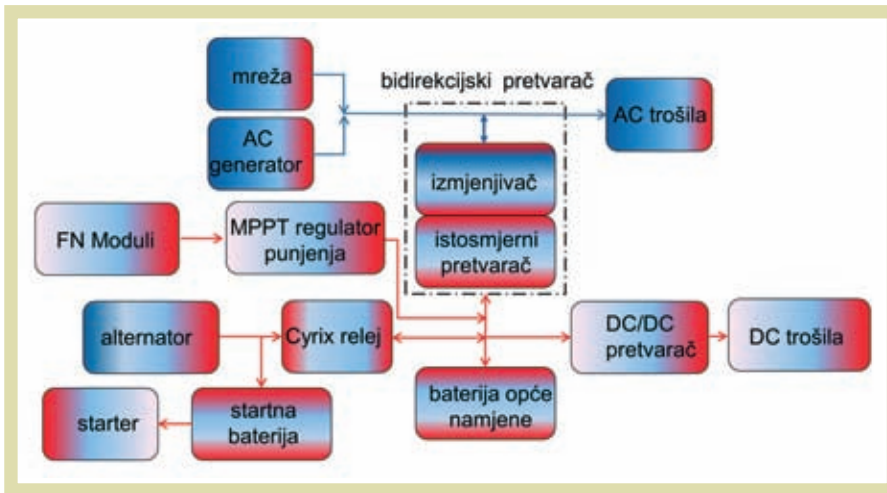 mreža
bidirekcijski pretvarač
AC trošila
AC
generator
izmjenjivač
FN Moduli
MPPT regulator
punjenja
istosmjerni
pretvarač
alternator
Cyrix relej
DC/DC
pretvarač
DC trošila
starter
startna
baterija
baterija opće
namjene